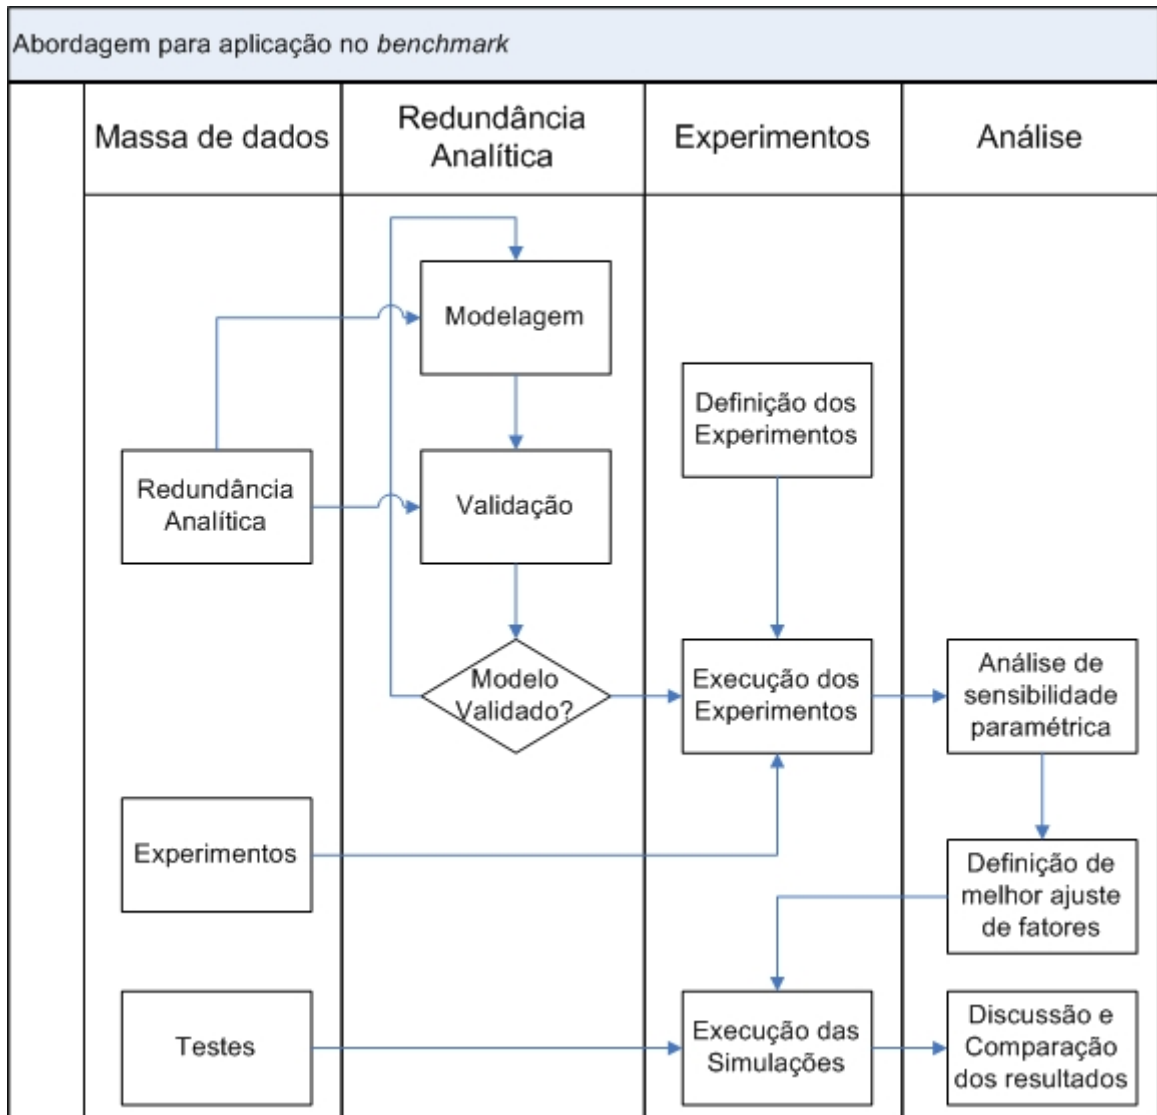 Abordagem para aplicação no benchmark
Massa de dados
Redundância
Analítica
Experimentos
Análise
Modelagem
Definição dos
Experimentos
Redundância
Analítica
Validação
Modelo
Validado?
Execução dos
Experimentos
Análise de
sensibilidade
paramétrica
Experimentos
Definição de
melhor ajuste
de fatores
Testes
Execução das
Simulações
Discussão e
Comparação
dos resultados